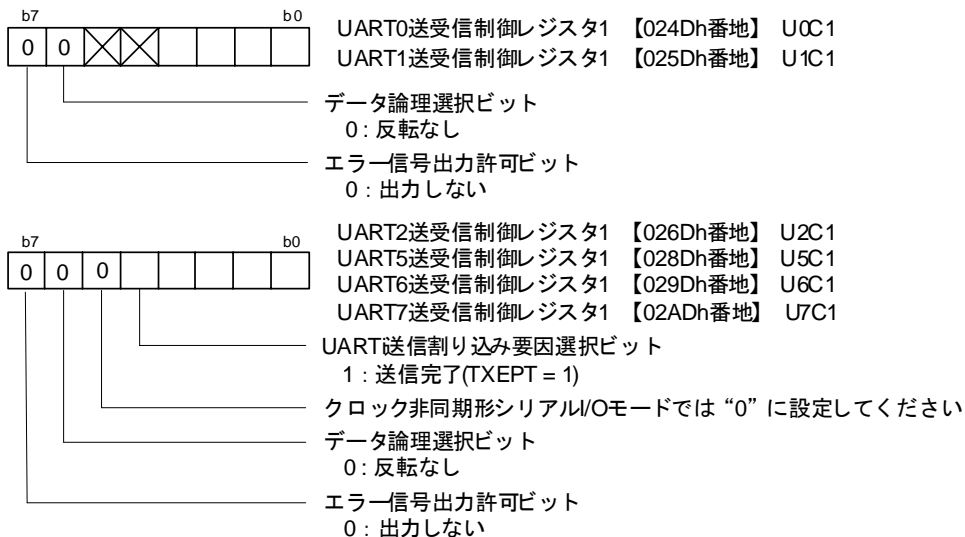 b7 b0
0 0
UART0送受信制御レジスタ1 【024Dh番地】 U0C1
UART1送受信制御レジスタ1 【025Dh番地】 U1C1
データ論理選択ビット
0 : 反転なし
エラー信号出力許可ビット
0 : 出力しない
b7 b0
0 0 0
UART2送受信制御レジスタ1 【026Dh番地】 U2C1
UART5送受信制御レジスタ1 【028Dh番地】 U5C1
UART6送受信制御レジスタ1 【029Dh番地】 U6C1
UART7送受信制御レジスタ1 【02ADh番地】 U7C1
UARTi送信割り込み要因選択ビット
1 : 送信完了(TXEPT = 1)
クロック非同期形シリアルI/Oモードでは “0” に設定してください
データ論理選択ビット
0 : 反転なし
エラー信号出力許可ビット
0 : 出力しない